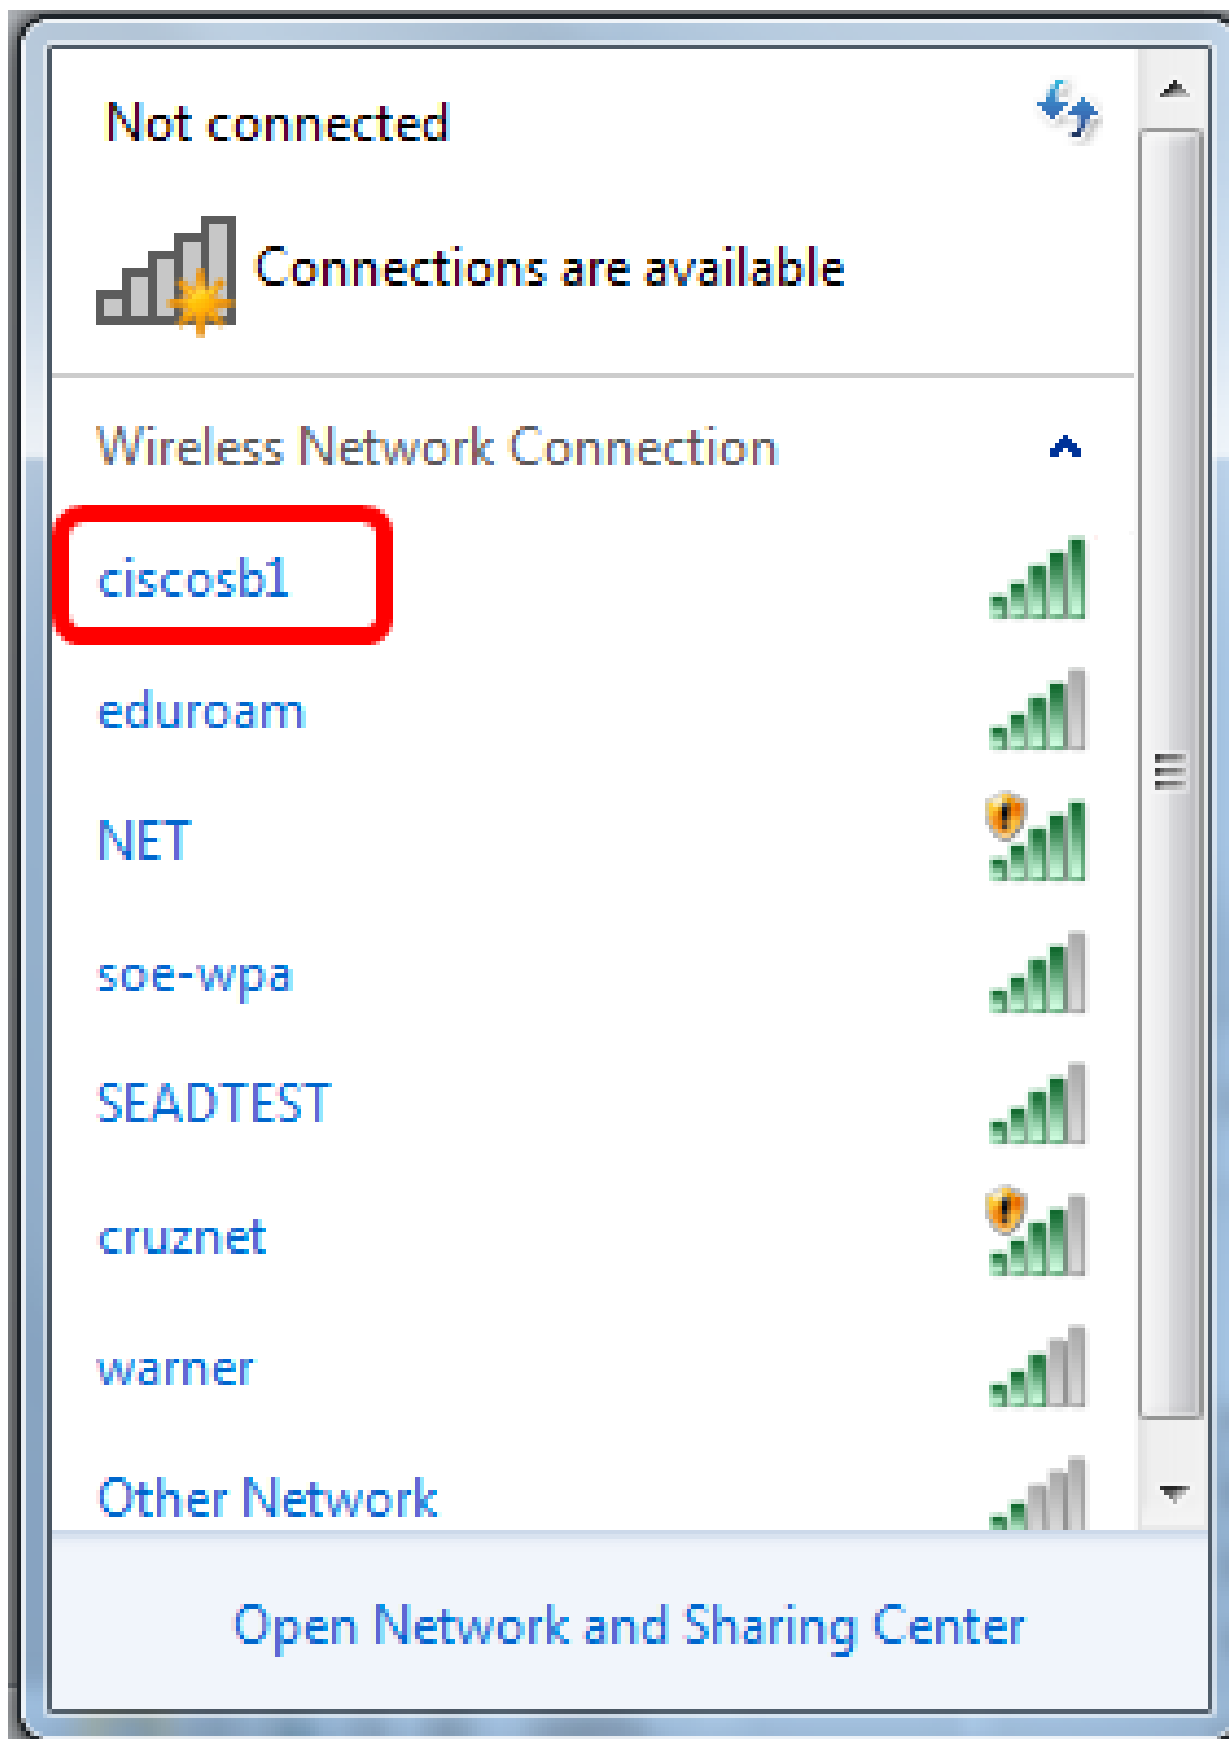 Not connected
Connections are available
Wireless Network Connection
ciscosb1
eduroam
NET
soe-wpa
SEADTEST
cruznet
warner
Other Network
Open Network and Sharing Center